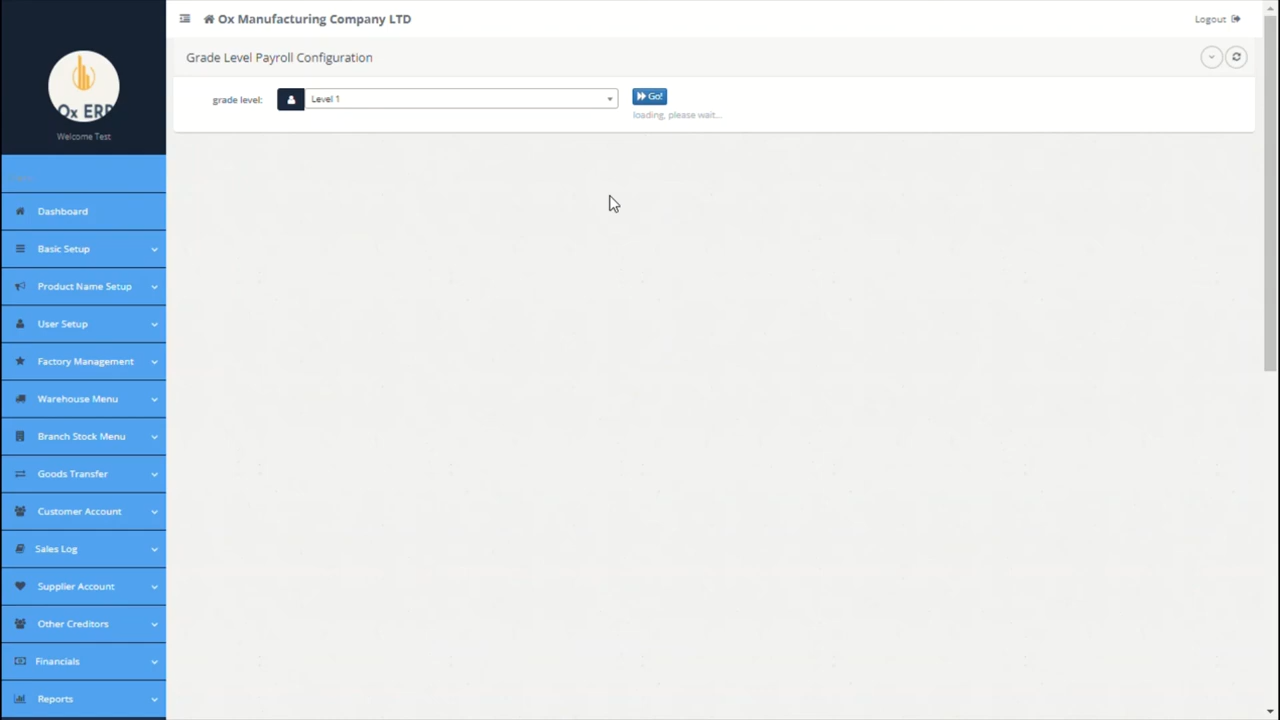 Ox Manufacturing Company LTD
Logout
Grade Level Payroll Configuration
grade level:
Level 1
Go!
loading, please wait...
Ox ERP
Welcome Test
Dashboard
Basic Setup
Product Name Setup
User Setup
Factory Management
Warehouse Menu
Branch Stock Menu
Goods Transfer
Customer Account
Sales Log
Supplier Account
Other Creditors
Financials
Reports